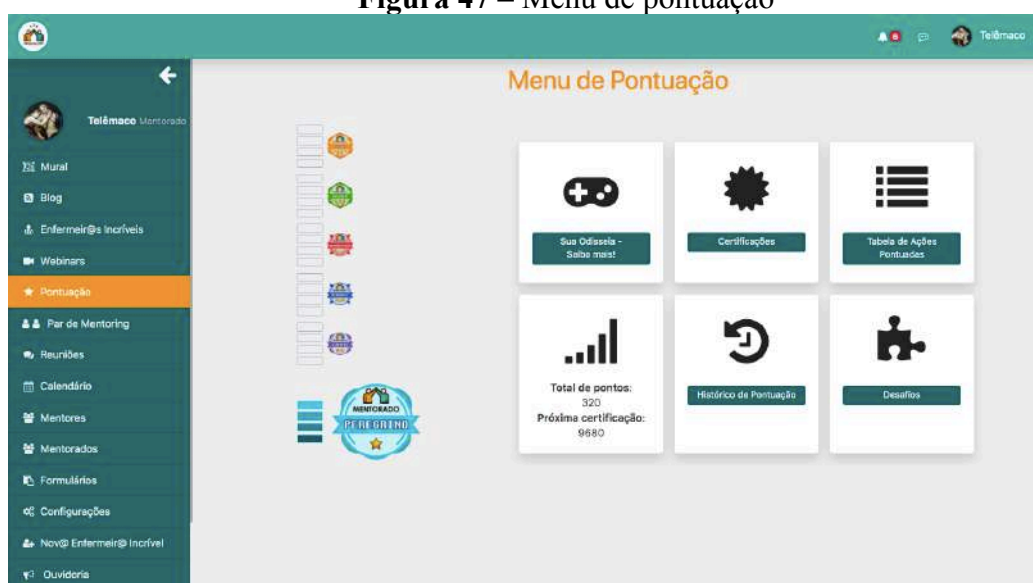 Figura 47 – Menu de pontuação
Telêmaco
Telêmaco Mentorado
Mural
Blog
Enfermeir@s Incríveis
Webinars
Pontuação
Par de Mentoring
Reuniões
Calendário
Mentores
Mentorados
Formulários
Configurações
Nov@ Enfermeir@ Incrível
Ouvidoria
Menu de Pontuação
MENTORADO
PEREGRINO
Sua Odisseia -
Saiba mais!
Certificações
Tabela de Ações
Pontuadas
Total de pontos:
320
Próxima certificação:
9680
Histórico de Pontuação
Desafios